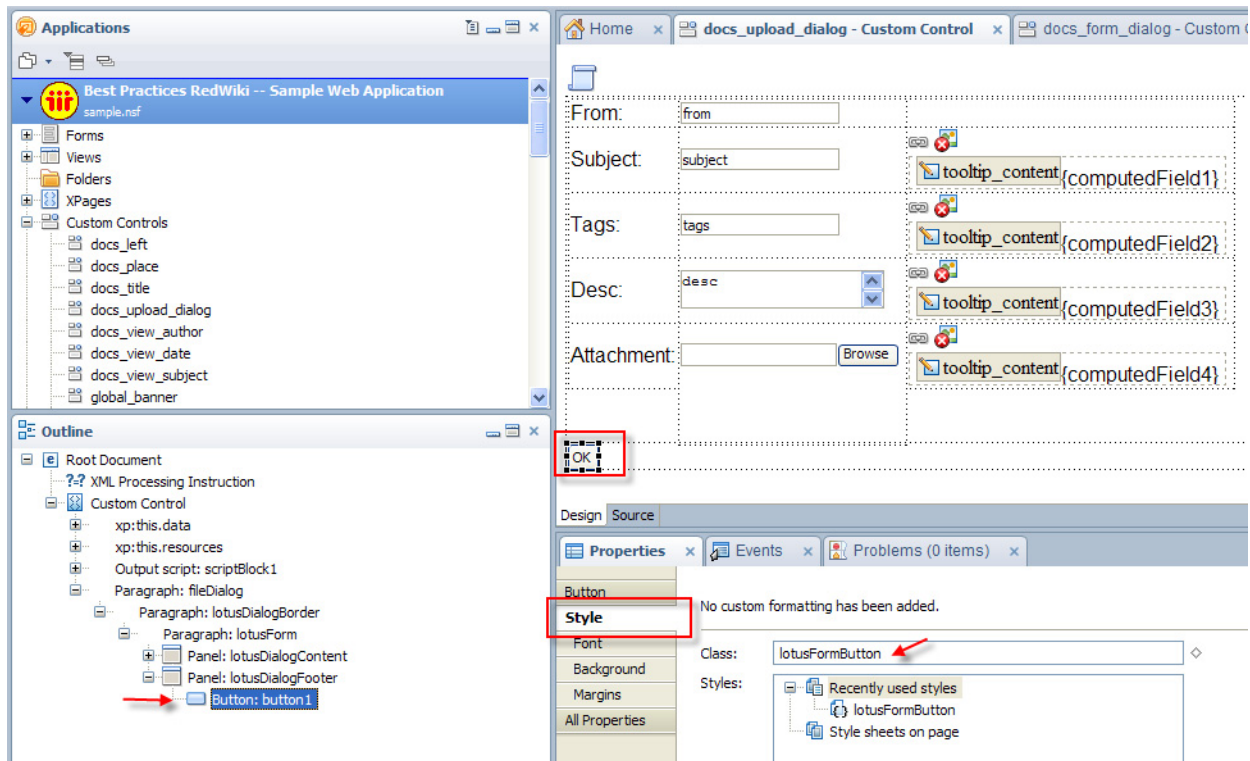 Applications
Best Practices RedWiki -- Sample Web Application
sample.nsf
Forms
Views
Folders
XPages
Custom Controls
docs_left
docs_place
docs_title
docs_upload_dialog
docs_view_author
docs_view_date
docs_view_subject
global_banner
Outline
Root Document
?-? XML Processing Instruction
Custom Control
xp:this.data
xp:this.resources
Output script: scriptBlock1
Paragraph: fileDialog
Paragraph: lotusDialogBorder
Paragraph: lotusForm
Panel: lotusDialogContent
Panel: lotusDialogFooter
Button: button1
Home docs_upload_dialog - Custom Control docs_form_dialog - Custom
From: from
Subject: subject tooltip_content {computedField1}
Tags: tags tooltip_content {computedField2}
Desc: desc tooltip_content {computedField3}
Attachment: Browse tooltip_content {computedField4}
OK
Design Source
Properties Events Problems (0 items)
Button
Style
Font
Background
Margins
All Properties
No custom formatting has been added.
Class: lotusFormButton
Styles: Recently used styles
lotusFormButton
Style sheets on page